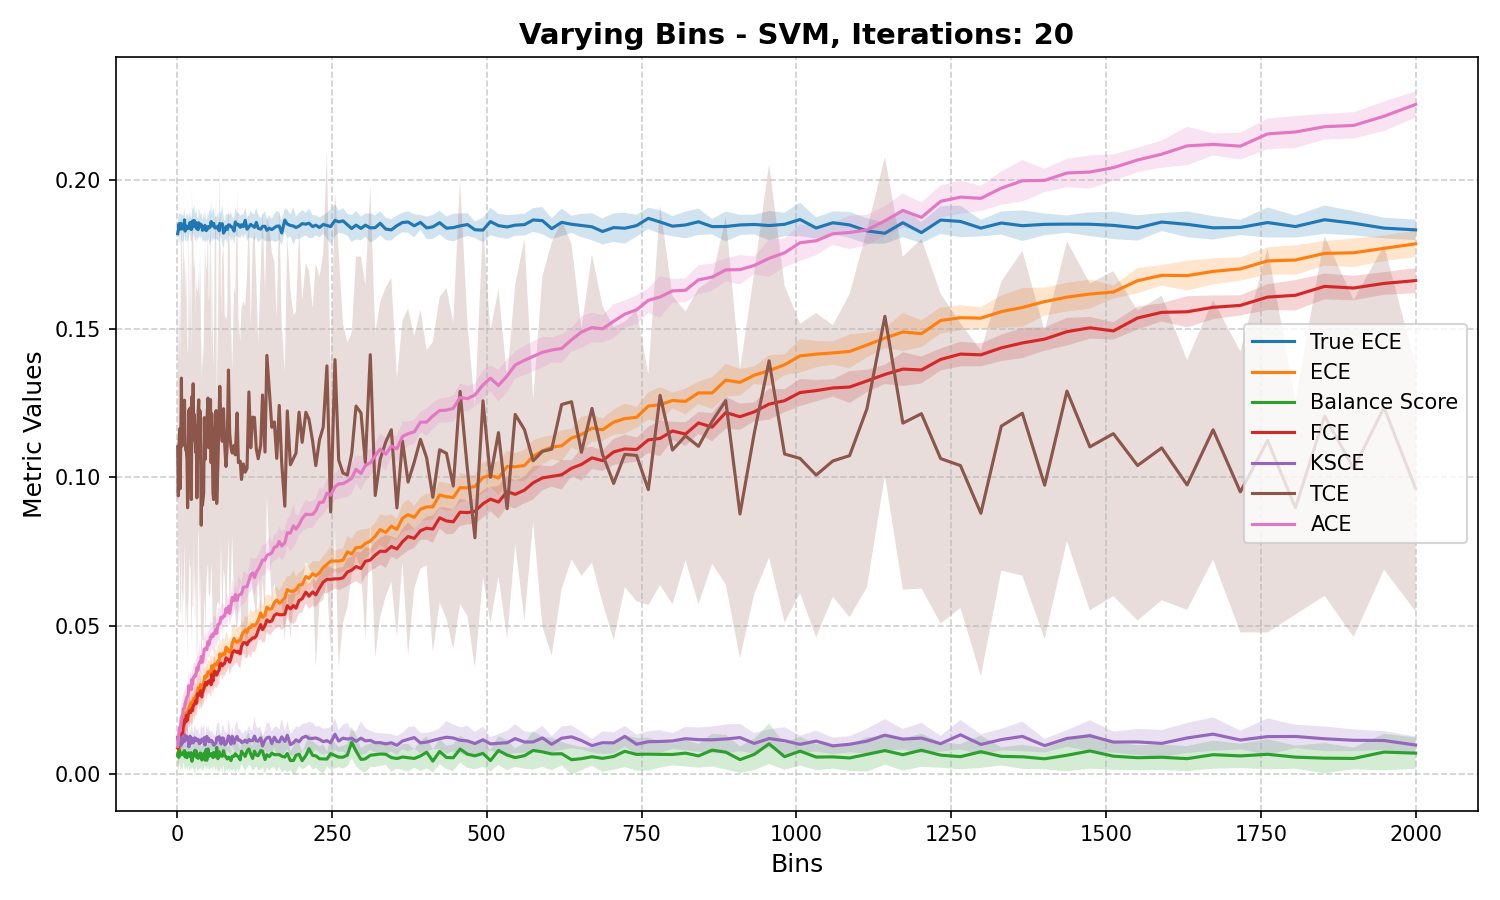 Varying Bins - SVM, Iterations: 20
Metric Values
0.20
0.15
0.10
0.05
0.00
True ECE
ECE
Balance Score
FCE
KSCE
TCE
ACE
0 250 500 750 1000 1250 1500 1750 2000
Bins